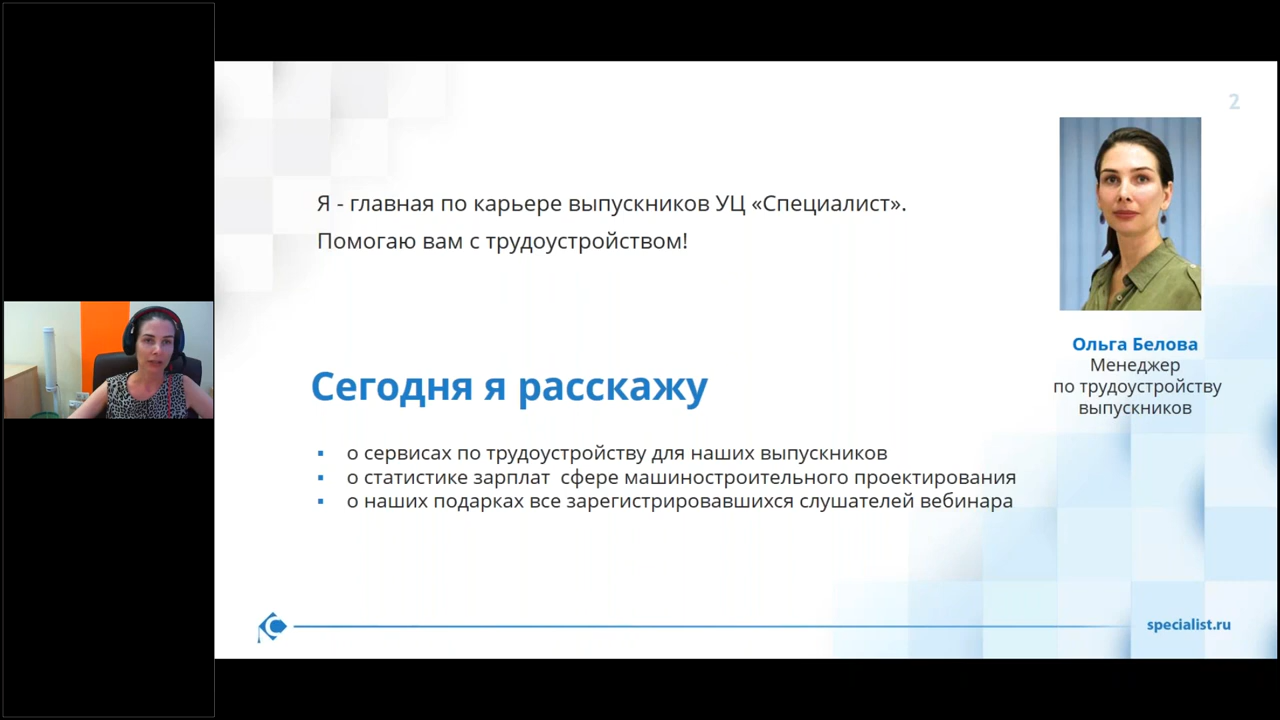 2
Я - главная по карьере выпускников УЦ «Специалист».
Помогаю вам с трудоустройством!
Ольга Белова
Менеджер
по трудоустройству
выпускников
Сегодня я расскажу
▪ о сервисах по трудоустройству для наших выпускников
▪ о статистике зарплат  сфере машиностроительного проектирования
▪ о наших подарках все зарегистрировавшихся слушателей вебинара
specialist.ru